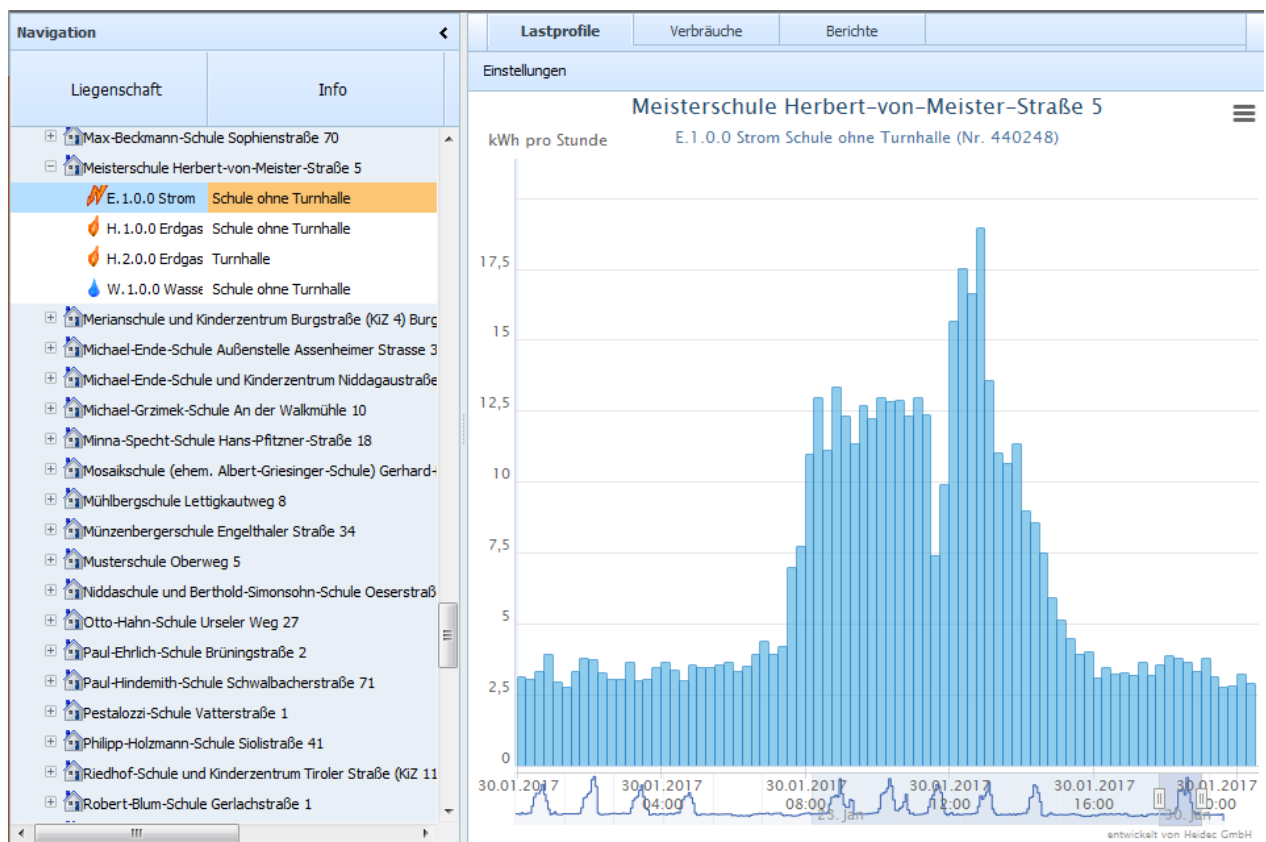 Navigation
Liegenschaft Info
Max-Beckmann-Schule Sophienstraße 70
Meisterschule Herbert-von-Meister-Straße 5
E.1.0.0 Strom Schule ohne Turnhalle
H.1.0.0 Erdgas Schule ohne Turnhalle
H.2.0.0 Erdgas Turnhalle
W.1.0.0 Wasse Schule ohne Turnhalle
Merianschule und Kinderzentrum Burgstraße (KiZ 4) Burg
Michael-Ende-Schule Außenstelle Assenheimer Strasse 3
Michael-Ende-Schule und Kinderzentrum Niddagaustraße
Michael-Grzimek-Schule An der Walkmühle 10
Minna-Specht-Schule Hans-Pfitzner-Straße 18
Mosaikschule (ehem. Albert-Griesinger-Schule) Gerhard-
Mühlbergschule Lettigkautweg 8
Münzenbergerschule Engelthaler Straße 34
Musterschule Oberweg 5
Niddaschule und Berthold-Simonsohn-Schule Oeserstraß
Otto-Hahn-Schule Urseler Weg 27
Paul-Ehrlich-Schule Brüningstraße 2
Paul-Hindemith-Schule Schwalbacherstraße 71
Pestalozzi-Schule Vatterstraße 1
Philipp-Holzmann-Schule Siolistraße 41
Riedhof-Schule und Kinderzentrum Tiroler Straße (KiZ 11
Robert-Blum-Schule Gerlachstraße 1
Lastprofile Verbräuche Berichte
Einstellungen
Meisterschule Herbert-von-Meister-Straße 5
kWh pro Stunde E.1.0.0 Strom Schule ohne Turnhalle (Nr. 440248)
17,5
15
12,5
10
7,5
5
2,5
0
30.01.2017 30.01.2017 30.01.2017 30.01.2017 30.01.2017 30.01.2017
04:00 08:00 12:00 16:00 0:00
23. Jan 30. Jan
entwickelt von Heidec GmbH